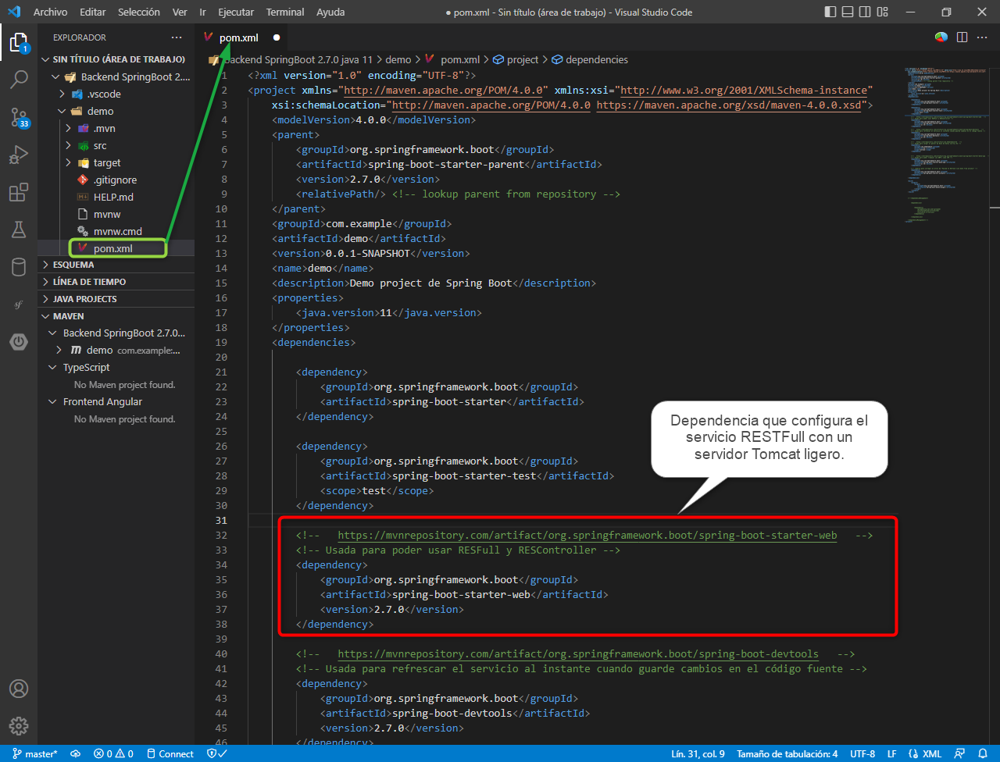 Archivo Editar Selección Ver Ir Ejecutar Terminal Ayuda
● pom.xml - Sin título (área de trabajo) - Visual Studio Code
EXPLORADOR ···
pom.xml ●
SIN TÍTULO (ÁREA DE TRABAJO)
Backend SpringBoot 2....
.vscode
demo
.mvn
src
target
.gitignore
HELP.md
mvnw
mvnw.cmd
pom.xml
ESQUEMA
LÍNEA DE TIEMPO
JAVA PROJECTS
MAVEN
Backend SpringBoot 2.7.0...
demo com.example:...
TypeScript
No Maven project found.
Frontend Angular
No Maven project found.
1
33
Backend SpringBoot 2.7.0 java 11 > demo > pom.xml > project > dependencies
1 <?xml version="1.0" encoding="UTF-8"?>
2 <project xmlns="http://maven.apache.org/POM/4.0.0" xmlns:xsi="http://www.w3.org/2001/XMLSchema-instance"
3 xsi:schemaLocation="http://maven.apache.org/POM/4.0.0 https://maven.apache.org/xsd/maven-4.0.0.xsd">
4 <modelVersion>4.0.0</modelVersion>
5 <parent>
6 <groupId>org.springframework.boot</groupId>
7 <artifactId>spring-boot-starter-parent</artifactId>
8 <version>2.7.0</version>
9 <relativePath/> <!-- lookup parent from repository -->
10 </parent>
11 <groupId>com.example</groupId>
12 <artifactId>demo</artifactId>
13 <version>0.0.1-SNAPSHOT</version>
14 <name>demo</name>
15 <description>Demo project de Spring Boot</description>
16 <properties>
17 <java.version>11</java.version>
18 </properties>
19 <dependencies>
20
21 <dependency>
22 <groupId>org.springframework.boot</groupId>
23 <artifactId>spring-boot-starter</artifactId>
24 </dependency>
25
26 <dependency>
27 <groupId>org.springframework.boot</groupId>
28 <artifactId>spring-boot-starter-test</artifactId>
29 <scope>test</scope>
30 </dependency>
31
32 <!-- https://mvnrepository.com/artifact/org.springframework.boot/spring-boot-starter-web -->
33 <!-- Usada para poder usar RESFull y RESController -->
34 <dependency>
35 <groupId>org.springframework.boot</groupId>
36 <artifactId>spring-boot-starter-web</artifactId>
37 <version>2.7.0</version>
38 </dependency>
39
40 <!-- https://mvnrepository.com/artifact/org.springframework.boot/spring-boot-devtools -->
41 <!-- Usada para refrescar el servicio al instante cuando guarde cambios en el código fuente -->
42 <dependency>
43 <groupId>org.springframework.boot</groupId>
44 <artifactId>spring-boot-devtools</artifactId>
45 <version>2.7.0</version>
46 </dependency>
Dependencia que configura el
servicio RESTFull con un
servidor Tomcat ligero.
master* 0 0 Connect Lín. 31, col. 9 Tamaño de tabulación: 4 UTF-8 LF XML